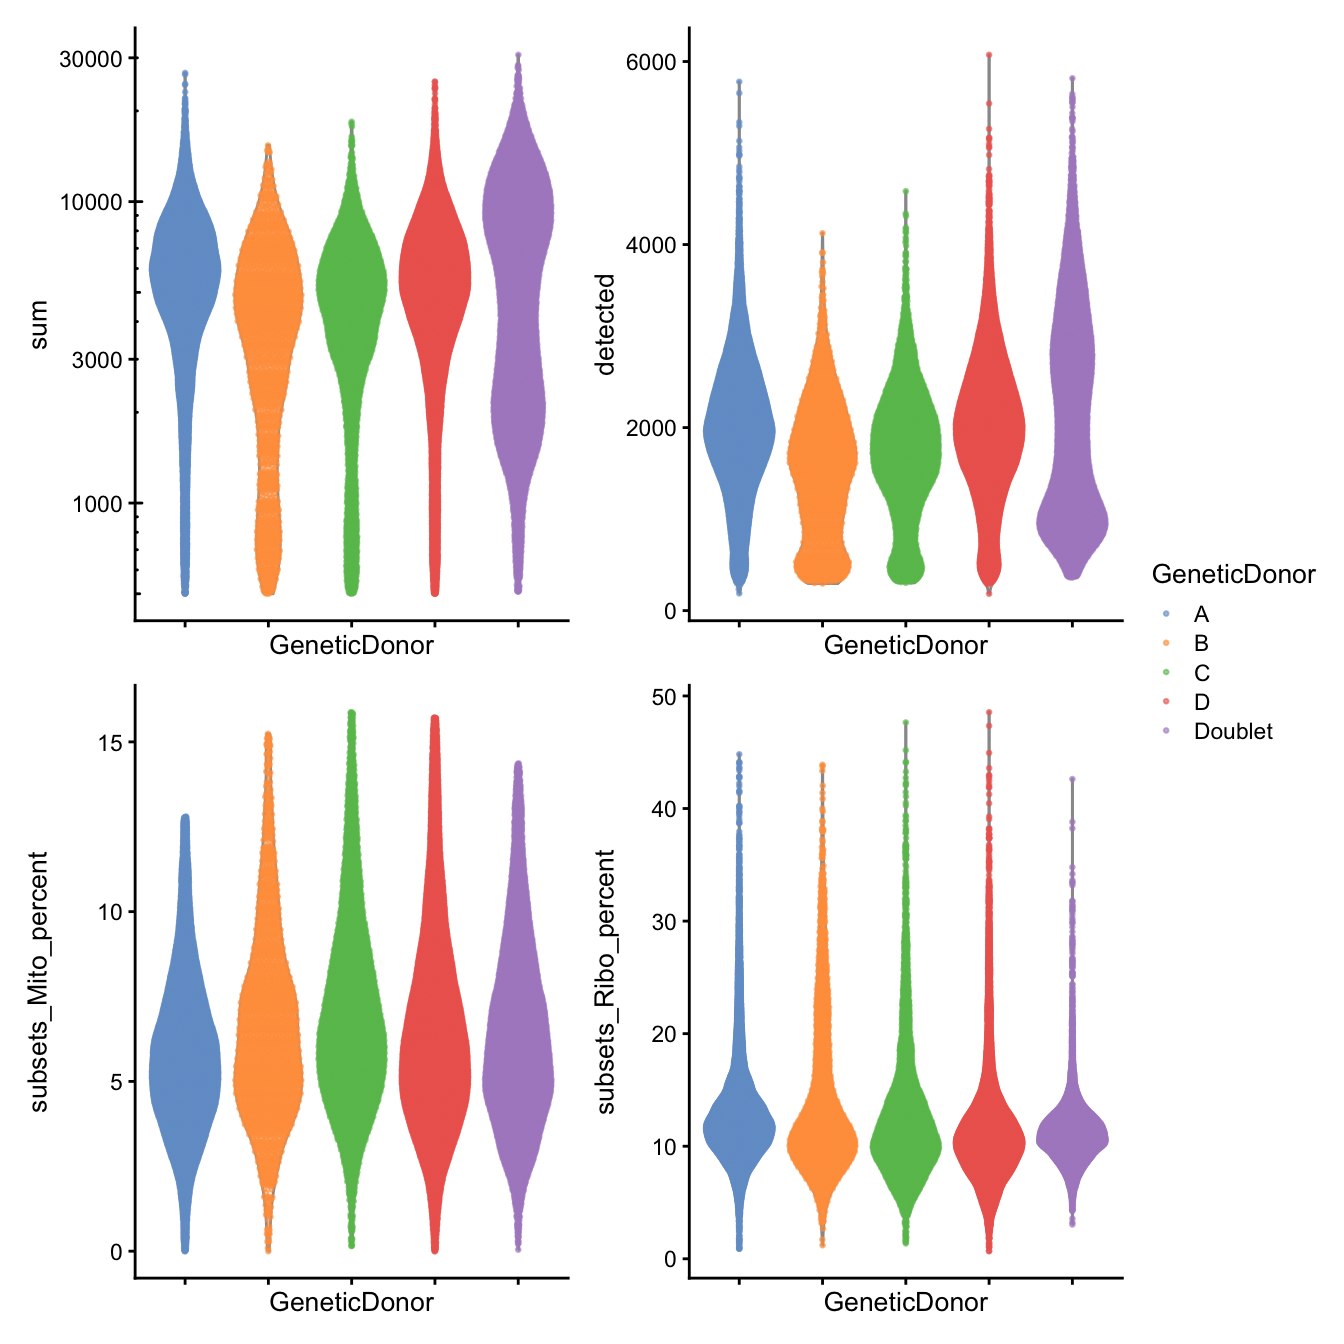 sum
30000
10000
3000
1000
GeneticDonor
detected
6000
4000
2000
0
GeneticDonor
subsets_Mito_percent
15
10
5
0
GeneticDonor
subsets_Ribo_percent
50
40
30
20
10
0
GeneticDonor
GeneticDonor
A
B
C
D
Doublet